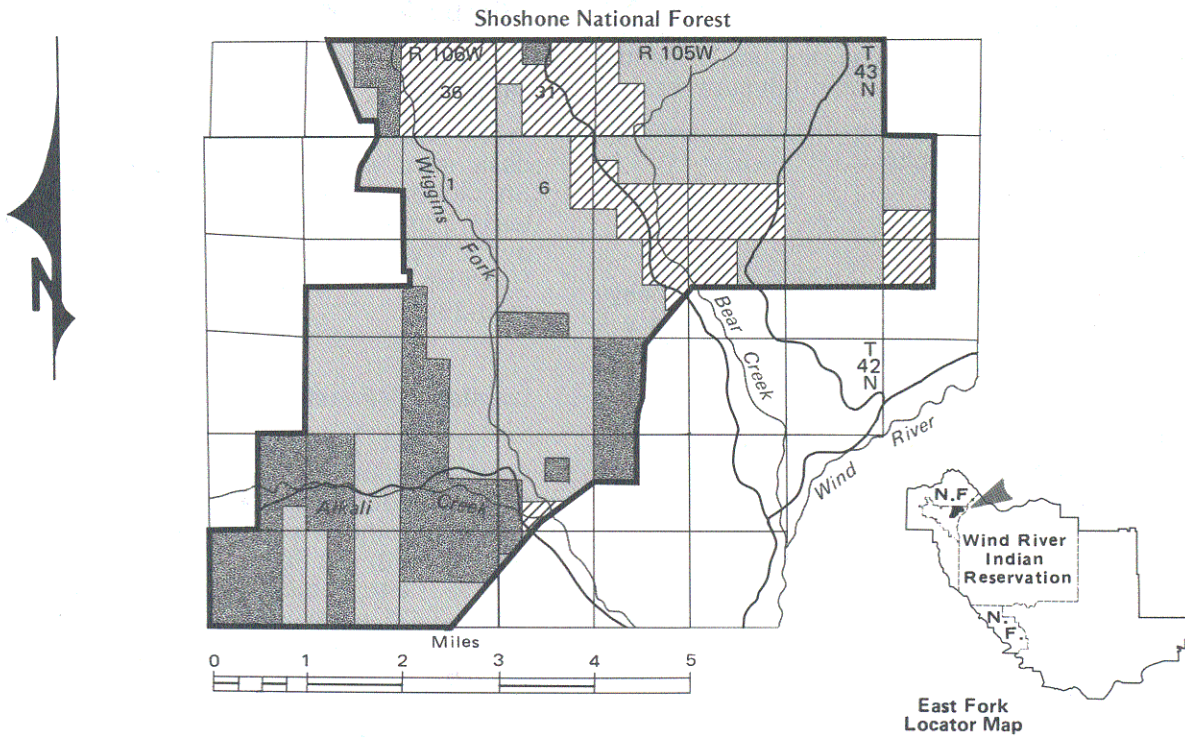 Shoshone National Forest
R 106W
R 105W
T
43
N
36
31
Wiggins
Fork
1
6
N
Bear
Creek
T
42
N
Wind
River
Alkali
Creek
Miles
0 1 2 3 4 5
N.F.
Wind River
Indian
Reservation
N.
F.
East Fork
Locator Map